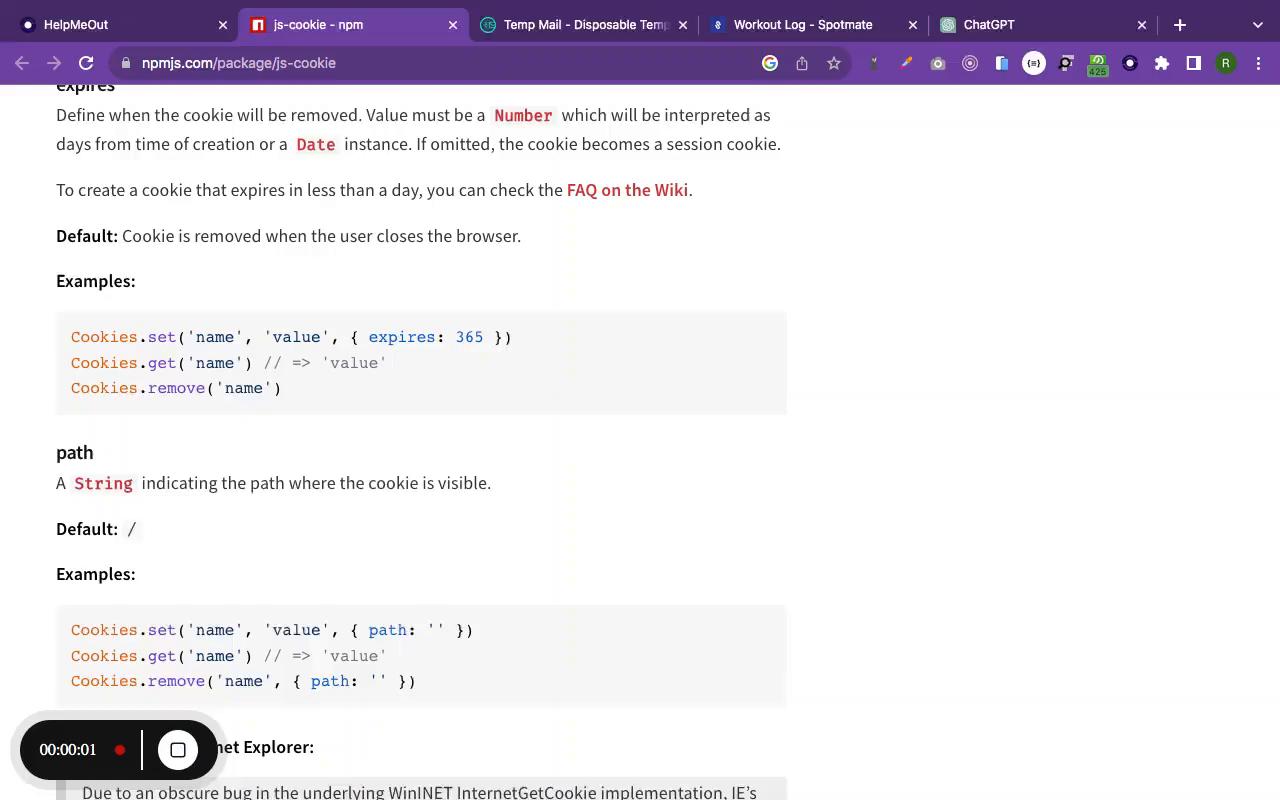 HelpMeOut
js-cookie - npm
Temp Mail - Disposable Temp
Workout Log - Spotmate
ChatGPT
npmjs.com/package/js-cookie
425
R
expires
Define when the cookie will be removed. Value must be a Number which will be interpreted as
days from time of creation or a Date instance. If omitted, the cookie becomes a session cookie.
To create a cookie that expires in less than a day, you can check the FAQ on the Wiki.
Default: Cookie is removed when the user closes the browser.
Examples:
Cookies.set('name', 'value', { expires: 365 })
Cookies.get('name') // => 'value'
Cookies.remove('name')
path
A String indicating the path where the cookie is visible.
Default: /
Examples:
Cookies.set('name', 'value', { path: '' })
Cookies.get('name') // => 'value'
Cookies.remove('name', { path: '' })
00:00:01
net Explorer:
Due to an obscure bug in the underlying WinINET InternetGetCookie implementation, IE’s